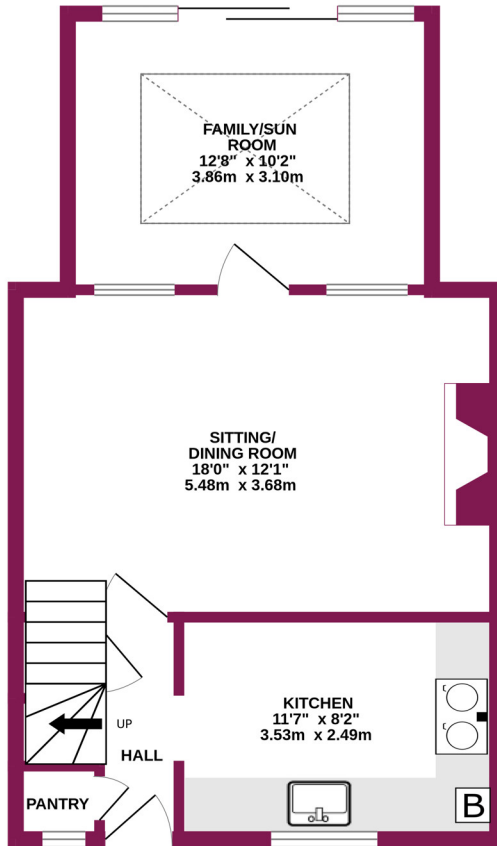 FAMILY/SUN
ROOM
12'8" x 10'2"
3.86m x 3.10m
SITTING/
DINING ROOM
18'0" x 12'1"
5.48m x 3.68m
KITCHEN
11'7" x 8'2"
3.53m x 2.49m
UP
HALL
PANTRY
B